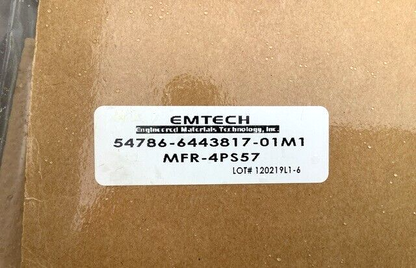 EMTECH
Engineered Materials Technology, Inc.
54786-6443817-01M1
MFR-4PS57
LOT# 120219L1-6